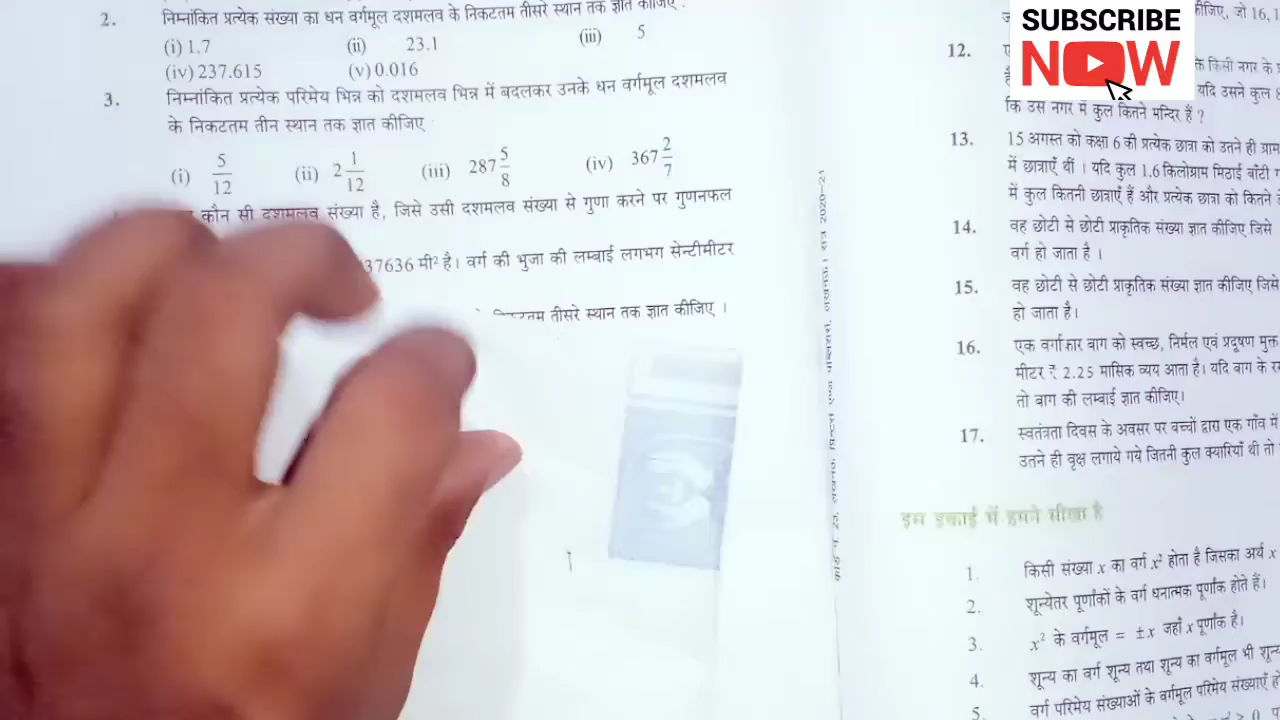 2. निम्नांकित प्रत्येक संख्या का धन वर्गमूल दशमलव के निकटतम तीसरे स्थान तक ज्ञात कीजिए :
(i) 1.7 (ii) 23.1 (iii) 5
(iv) 237.615 (v) 0.016
3. निम्नांकित प्रत्येक परिमेय भिन्न को दशमलव भिन्न में बदलकर उनके धन वर्गमूल दशमलव
के निकटतम तीन स्थान तक ज्ञात कीजिए
(i) 5/12 (ii) 2 1/12 (iii) 287 5/8 (iv) 367 2/7
कौन सी दशमलव संख्या है, जिसे उसी दशमलव संख्या से गुणा करने पर गुणनफल
37636 मी² है। वर्ग की भुजा की लम्बाई लगभग सेन्टीमीटर
तीसरे स्थान तक ज्ञात कीजिए ।
SUBSCRIBE
NOW
कीजिए, जो 16, 1
12.
किसी नगर के
यदि उसने कुल
कि उस नगर में कुल कितने मन्दिर हैं ?
13. 15 अगस्त को कक्षा 6 की प्रत्येक छात्रा को उतने ही ग्राम
में छात्राएँ थीं । यदि कुल 1.6 किलोग्राम मिठाई बाँटी
में कुल कितनी छात्राएँ हैं और प्रत्येक छात्रा को कितने
14. वह छोटी से छोटी प्राकृतिक संख्या ज्ञात कीजिए जिसे
वर्ग हो जाता है ।
15. वह छोटी से छोटी प्राकृतिक संख्या ज्ञात कीजिए जिसे
हो जाता है।
16. एक वर्गाकार बाग को स्वच्छ, निर्मल एवं प्रदूषण मुक्त
मीटर ₹ 2.25 मासिक व्यय आता है। यदि बाग के
तो बाग की लम्बाई ज्ञात कीजिए।
17. स्वतंत्रता दिवस के अवसर पर बच्चों द्वारा एक गाँव में
उतने ही वृक्ष लगाये गये जितनी कुल क्यारियाँ थी तो
इस इकाई में हमने सीखा है
1. किसी संख्या x का वर्ग x² होता है जिसका अर्थ x
2. शून्येतर पूर्णांकों के वर्ग धनात्मक पूर्णांक होते हैं।
3. x² के वर्गमूल = ±x जहाँ x पूर्णांक है।
4. शून्य का वर्ग शून्य तथा शून्य का वर्गमूल भी
5. वर्ग परिमेय संख्याओं के वर्गमूल परिमेय संख्याएँ